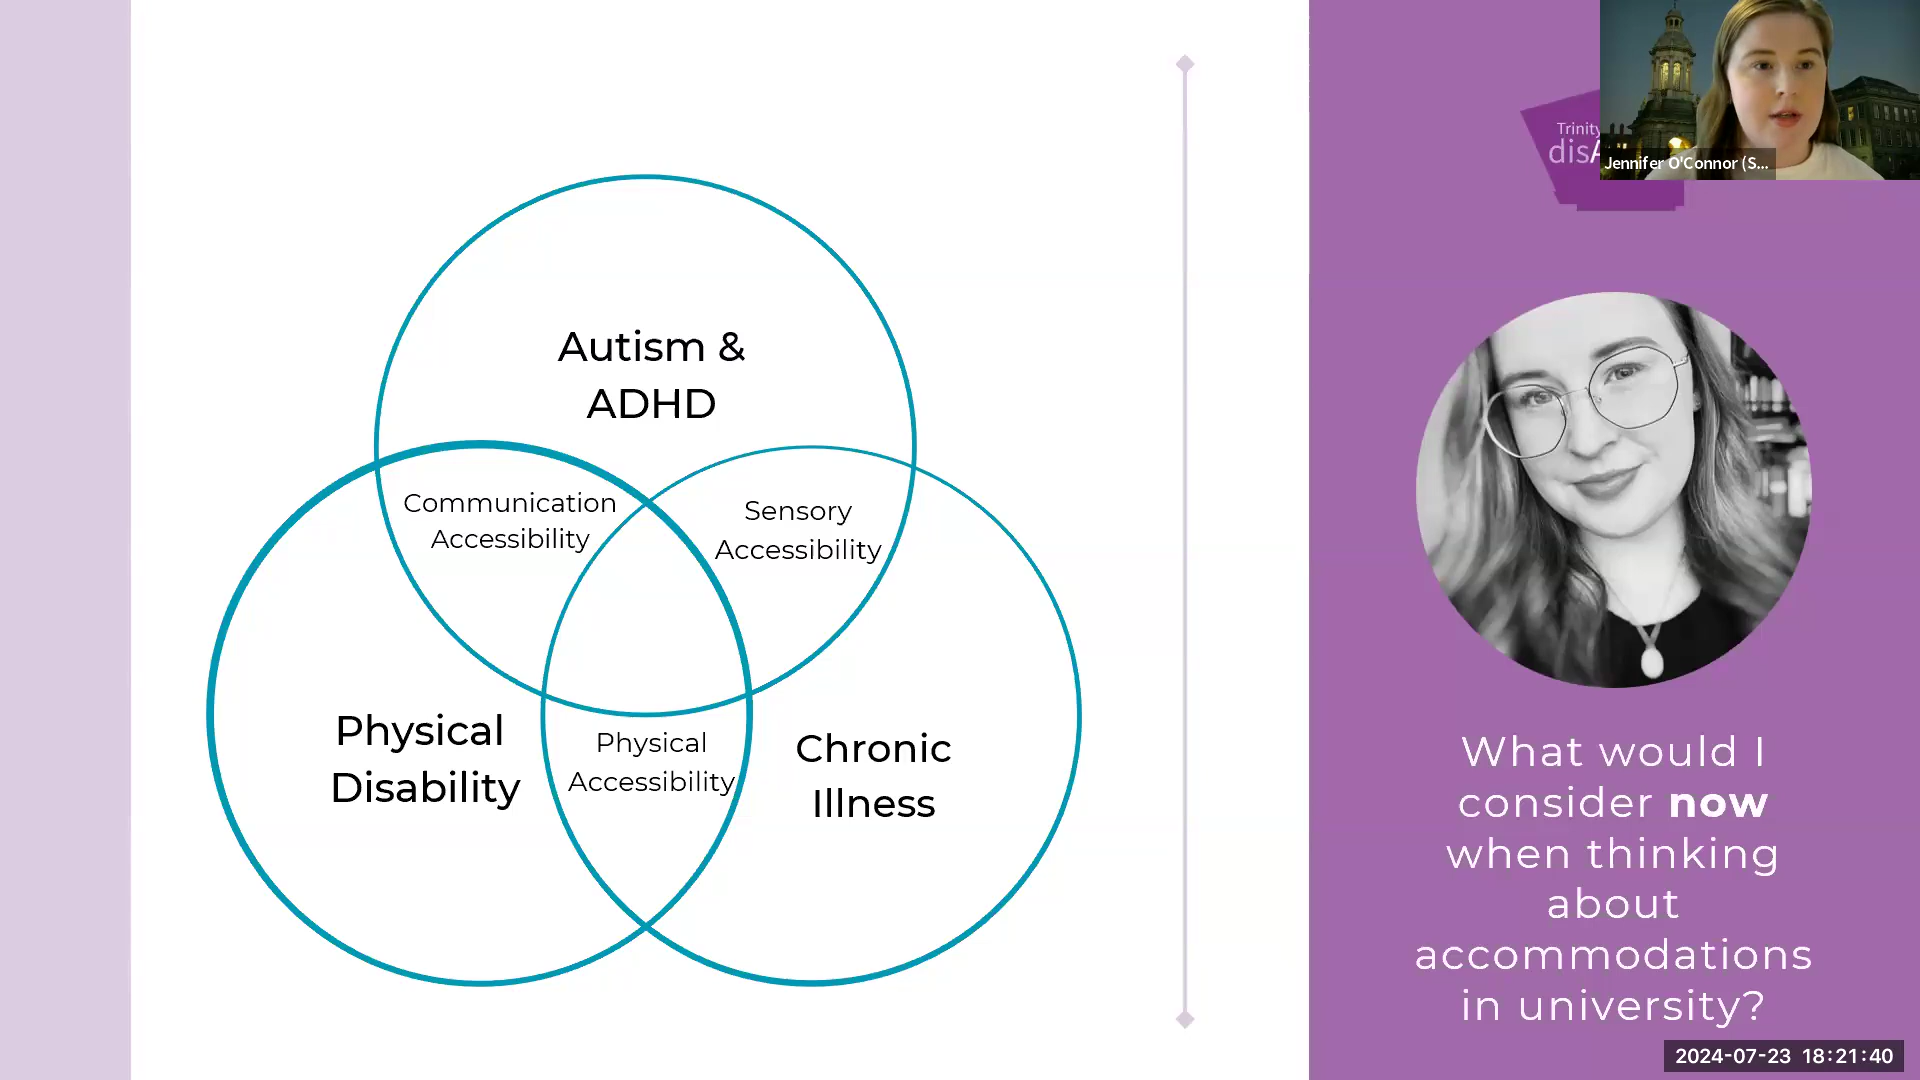 Autism &
ADHD
Communication
Accessibility
Sensory
Accessibility
Physical
Disability
Physical
Accessibility
Chronic
Illness
Trinity
Jennifer O'Connor (S...
What would I
consider now
when thinking
about
accommodations
in university?
2024-07-23 18:21:40